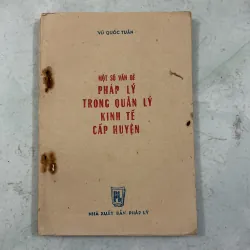 VŨ QUỐC TUẤN
MỘT SỐ VẤN ĐỀ
PHÁP LÝ
TRONG QUẢN LÝ
KINH TẾ
CẤP HUYỆN
PL
NHÀ XUẤT BẢN PHÁP LÝ